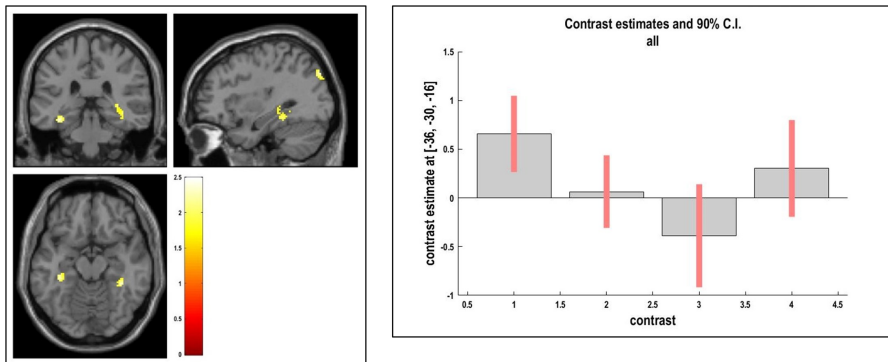 2.5
2
1.5
1
0.5
0
Contrast estimates and 90% C.I.
all
contrast estimate at [-36, -30, -16]
1.5
1
0.5
0
-0.5
-1
0.5 1 1.5 2 2.5 3 3.5 4 4.5
contrast